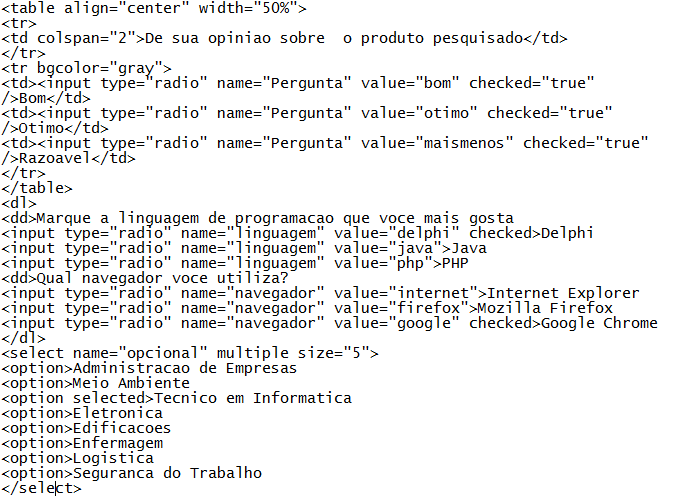 <table align="center" width="50%">
<tr>
<td colspan="2">De sua opiniao sobre  o produto pesquisado</td>
</tr>
<tr bgcolor="gray">
<td><input type="radio" name="Pergunta" value="bom" checked="true"
/>Bom</td>
<td><input type="radio" name="Pergunta" value="otimo" checked="true"
/>Otimo</td>
<td><input type="radio" name="Pergunta" value="maismenos" checked="true"
/>Razoavel</td>
</tr>
</table>
<dl>
<dd>Marque a linguagem de programacao que voce mais gosta
<input type="radio" name="linguagem" value="delphi" checked>Delphi
<input type="radio" name="linguagem" value="java">Java
<input type="radio" name="linguagem" value="php">PHP
<dd>Qual navegador voce utiliza?
<input type="radio" name="navegador" value="internet">Internet Explorer
<input type="radio" name="navegador" value="firefox">Mozilla Firefox
<input type="radio" name="navegador" value="google" checked>Google Chrome
</dl>
<select name="opcional" multiple size="5">
<option>Administracao de Empresas
<option>Meio Ambiente
<option selected>Tecnico em Informatica
<option>Eletronica
<option>Edificacoes
<option>Enfermagem
<option>Logistica
<option>Seguranca do Trabalho
</select>